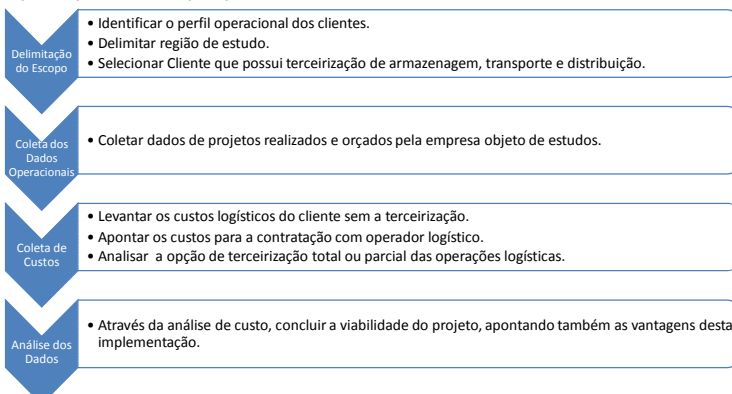 Delimitação
do Escopo
• Identificar o perfil operacional dos clientes.
• Delimitar região de estudo.
• Selecionar Cliente que possui terceirização de armazenagem, transporte e distribuição.
Coleta dos
Dados
Operacionais
• Coletar dados de projetos realizados e orçados pela empresa objeto de estudos.
Coleta de
Custos
• Levantar os custos logísticos do cliente sem a terceirização.
• Apontar os custos para a contratação com operador logístico.
• Analisar a opção de terceirização total ou parcial das operações logísticas.
Análise dos
Dados
• Através da análise de custo, concluir a viabilidade do projeto, apontando também as vantagens desta
implementação.